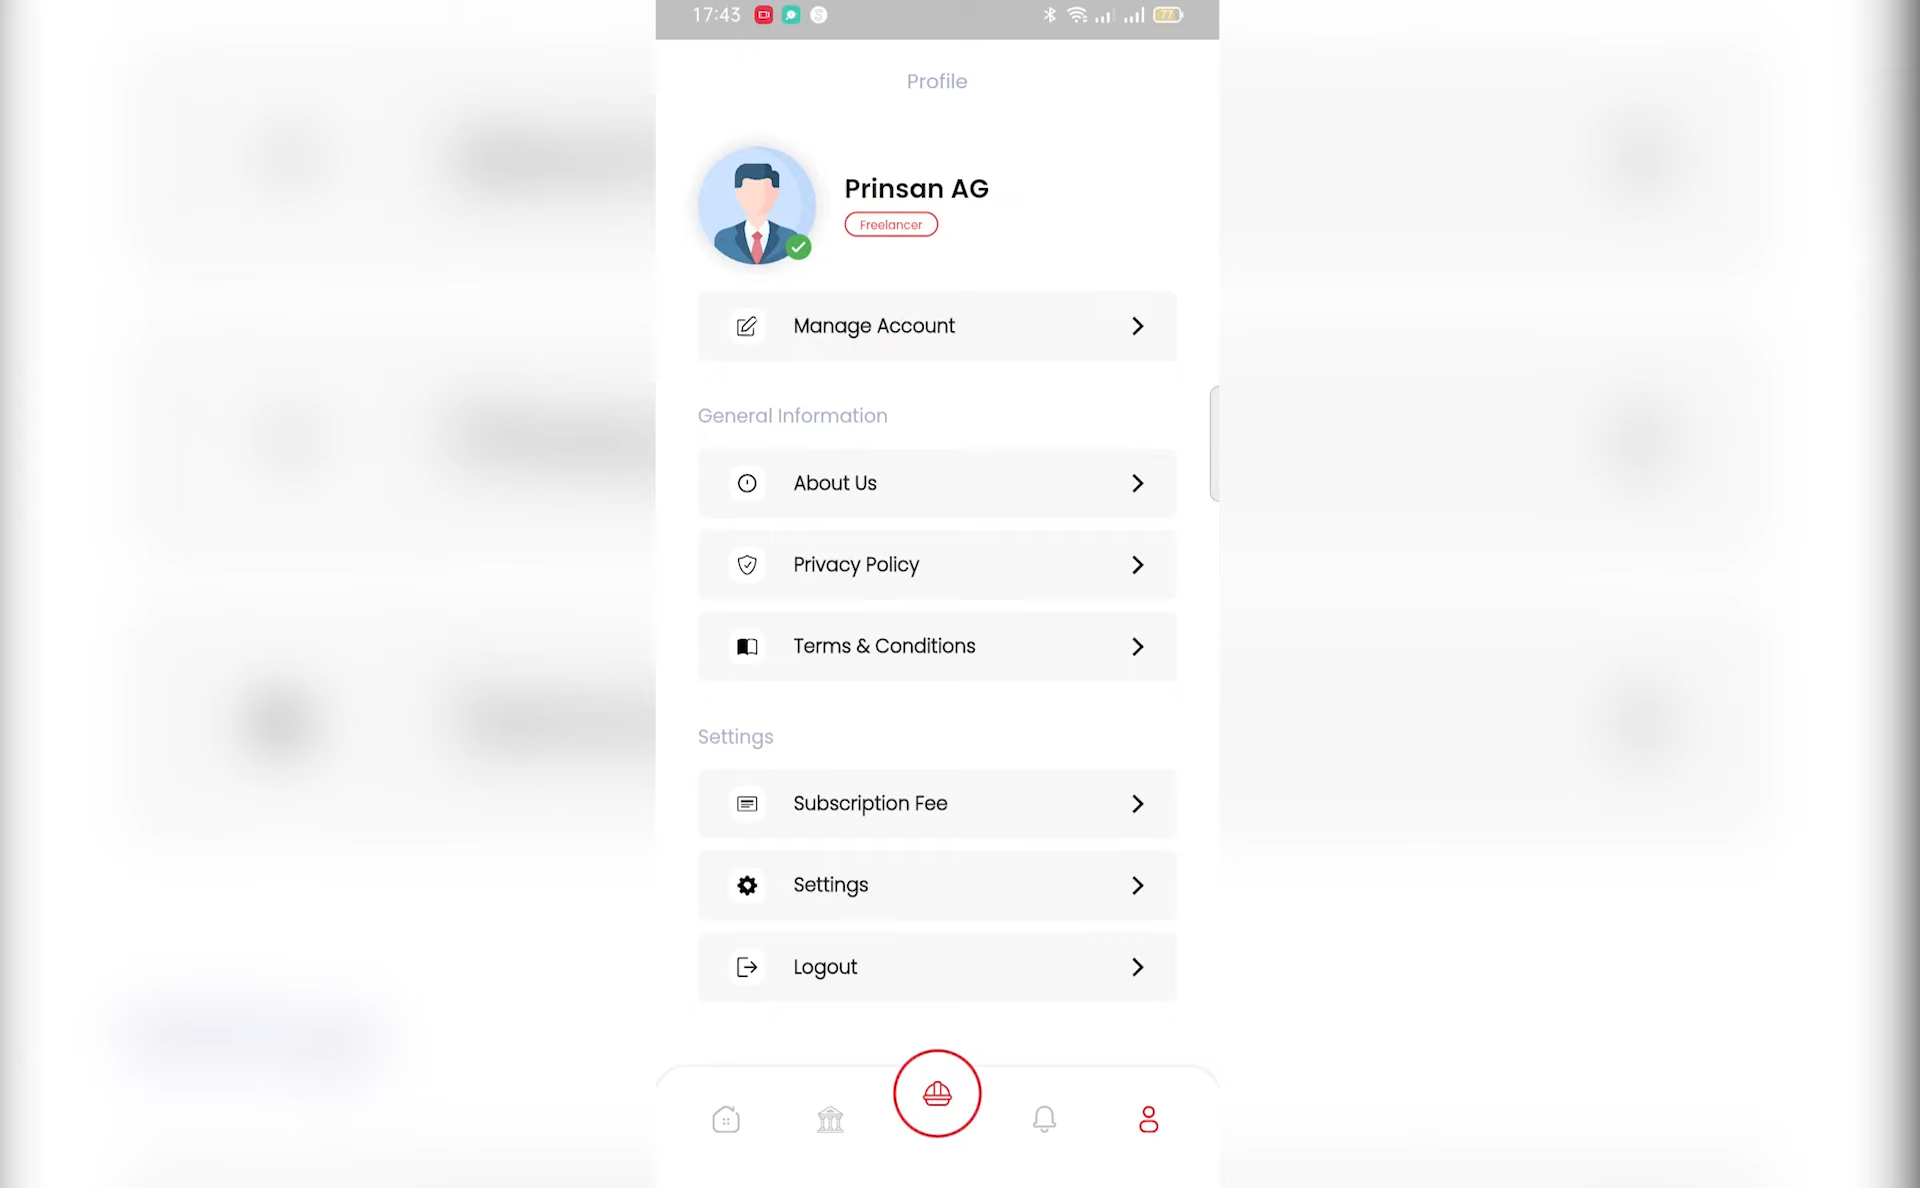 17:43
77
Profile
Prinsan AG
Freelancer
Manage Account
General Information
About Us
Privacy Policy
Terms & Conditions
Settings
Subscription Fee
Settings
Logout